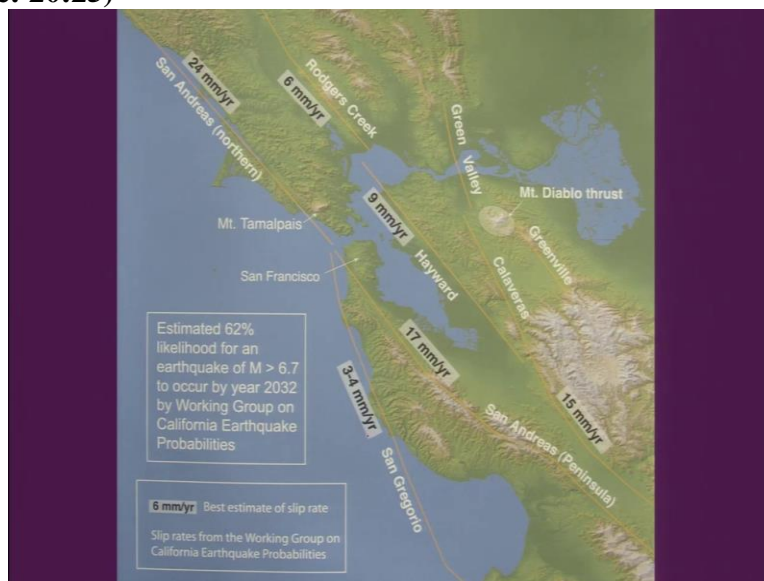 c. 20.25)
24 mm/yr
San Andreas (northern)
6 mm/yr
Rodgers Creek
Green Valley
Mt. Diablo thrust
Mt. Tamalpais
9 mm/yr
Hayward
Calaveras
Greenville
San Francisco
17 mm/yr
3-4 mm/yr
15 mm/yr
San Andreas (Peninsula)
San Gregorio
Estimated 62%
likelihood for an
earthquake of M > 6.7
to occur by year 2032
by Working Group on
California Earthquake
Probabilities
6 mm/yr Best estimate of slip rate
Slip rates from the Working Group on
California Earthquake Probabilities